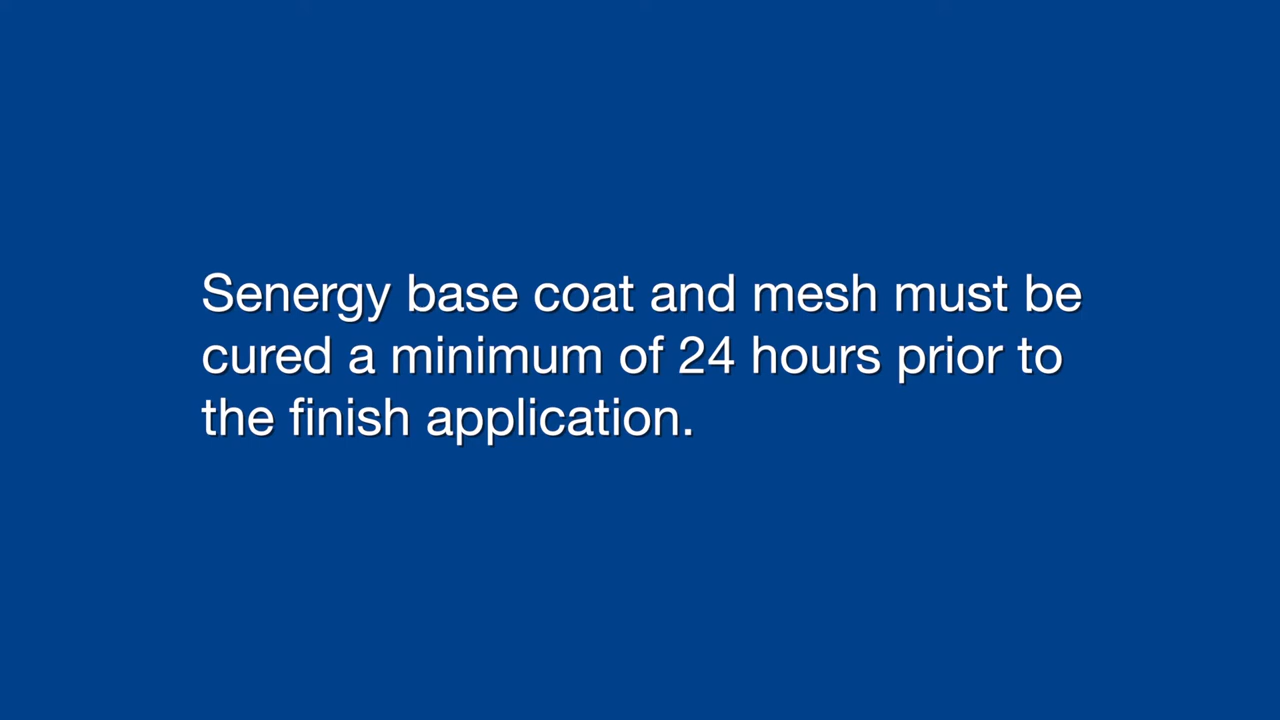 Senergy base coat and mesh must be
cured a minimum of 24 hours prior to
the finish application.